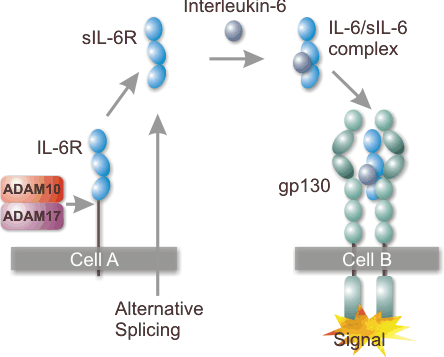 Interleukin-6
sIL-6R
IL-6/sIL-6
complex
IL-6R
ADAM10
ADAM17
gp130
Cell A
Cell B
Alternative
Splicing
Signal